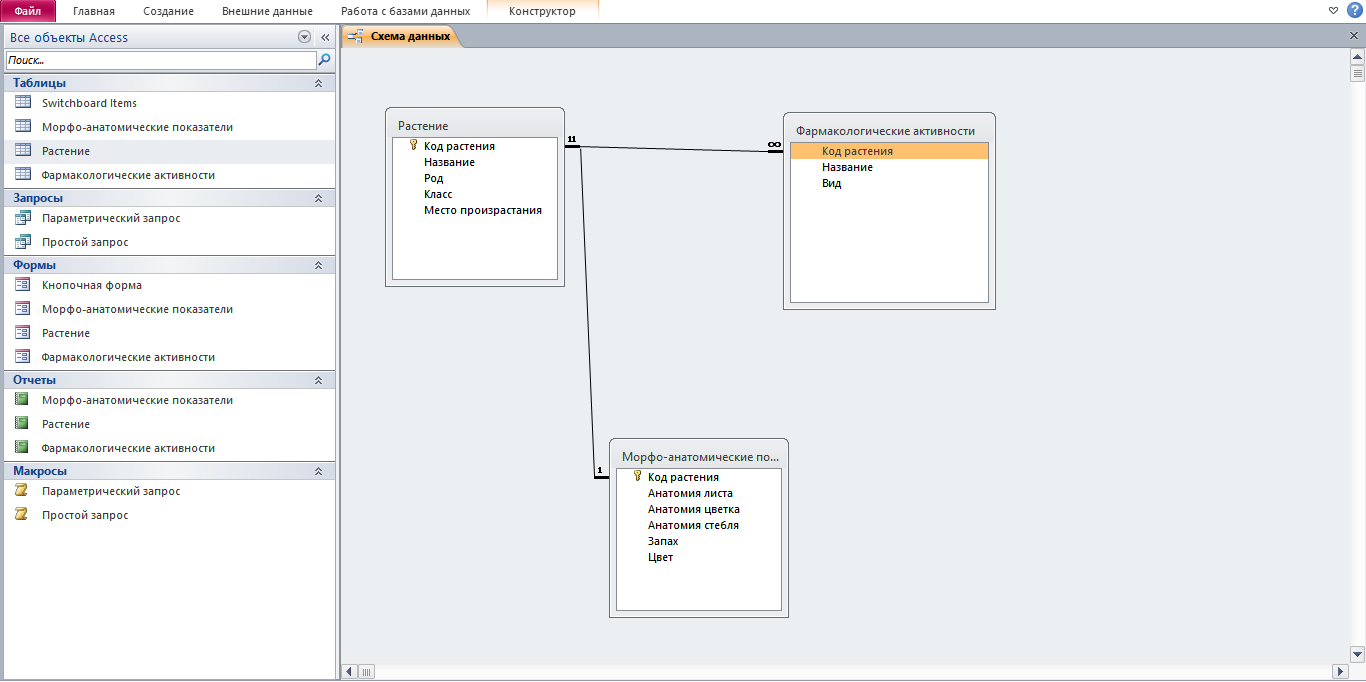 Файл Главная Создание Внешние данные Работа с базами данных Конструктор
Все объекты Access
Поиск...
Таблицы
Switchboard Items
Морфо-анатомические показатели
Растение
Фармакологические активности
Запросы
Параметрический запрос
Простой запрос
Формы
Кнопочная форма
Морфо-анатомические показатели
Растение
Фармакологические активности
Отчеты
Морфо-анатомические показатели
Растение
Фармакологические активности
Макросы
Параметрический запрос
Простой запрос
Схема данных
Растение
Код растения
Название
Род
Класс
Место произрастания
11
∞
Фармакологические активности
Код растения
Название
Вид
1
Морфо-анатомические по...
Код растения
Анатомия листа
Анатомия цветка
Анатомия стебля
Запах
Цвет